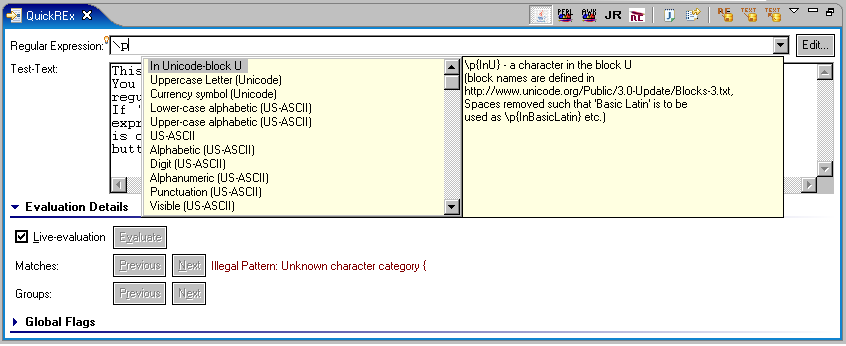 QuickREx
PERL AWK JR RE RE TEXT TEXT
Regular Expression: \p Edit...
Test-Text: This
You
regu
If '
expr
is c
butt
In Unicode-block U
Uppercase Letter (Unicode)
Currency symbol (Unicode)
Lower-case alphabetic (US-ASCII)
Upper-case alphabetic (US-ASCII)
US-ASCII
Alphabetic (US-ASCII)
Digit (US-ASCII)
Alphanumeric (US-ASCII)
Punctuation (US-ASCII)
Visible (US-ASCII)
\p{InU} - a character in the block U
(block names are defined in
http://www.unicode.org/Public/3.0-Update/Blocks-3.txt,
Spaces removed such that 'Basic Latin' is to be
used as \p{InBasicLatin} etc.)
Evaluation Details
Live-evaluation Evaluate
Matches: Previous Next Illegal Pattern: Unknown character category {
Groups: Previous Next
Global Flags